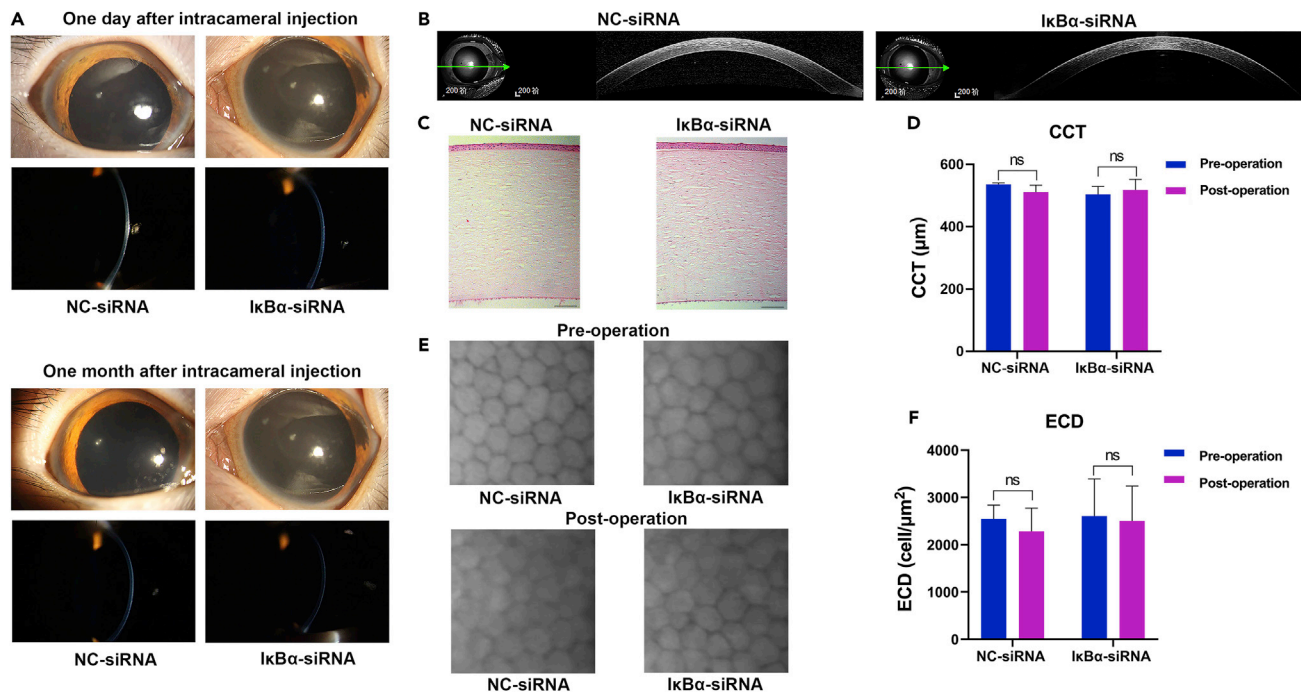 A
One day after intracameral injection
NC-siRNA
IκBα-siRNA
One month after intracameral injection
NC-siRNA
IκBα-siRNA
B
NC-siRNA
IκBα-siRNA
200 祄
200 祄
200 祄
200 祄
C
NC-siRNA
IκBα-siRNA
D
CCT
600
400
200
0
CCT (μm)
ns
ns
NC-siRNA
IκBα-siRNA
Pre-operation
Post-operation
E
Pre-operation
NC-siRNA
IκBα-siRNA
Post-operation
NC-siRNA
IκBα-siRNA
F
ECD
4000
3000
2000
1000
0
ECD (cell/μm²)
ns
ns
NC-siRNA
IκBα-siRNA
Pre-operation
Post-operation